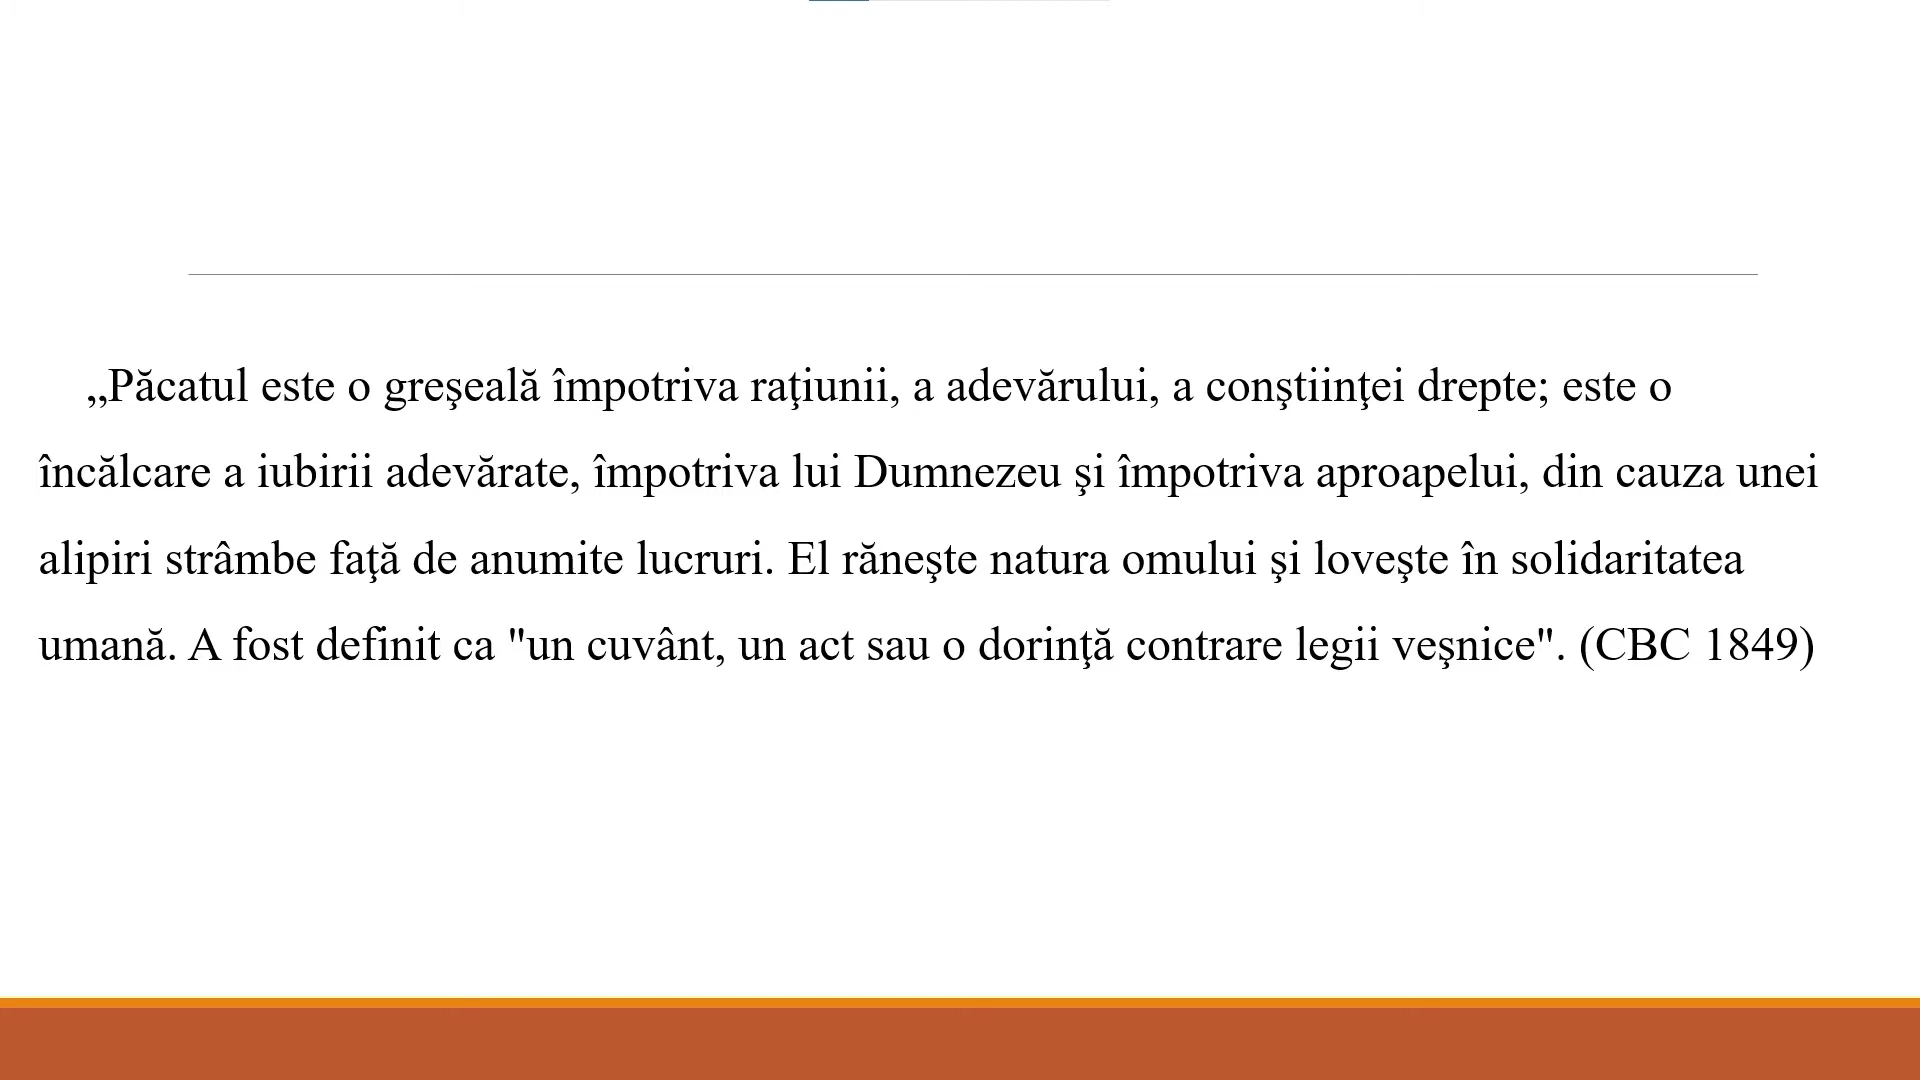 „Păcatul este o greşeală împotriva raţiunii, a adevărului, a conştiinţei drepte; este o
încălcare a iubirii adevărate, împotriva lui Dumnezeu şi împotriva aproapelui, din cauza unei
alipiri strâmbe faţă de anumite lucruri. El răneşte natura omului şi loveşte în solidaritatea
umană. A fost definit ca "un cuvânt, un act sau o dorinţă contrare legii veşnice". (CBC 1849)